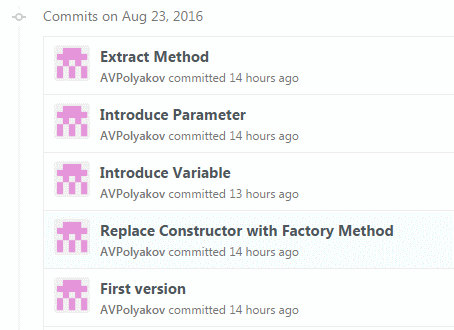 Commits on Aug 23, 2016
Extract Method
AVPolyakov committed 14 hours ago
Introduce Parameter
AVPolyakov committed 14 hours ago
Introduce Variable
AVPolyakov committed 13 hours ago
Replace Constructor with Factory Method
AVPolyakov committed 14 hours ago
First version
AVPolyakov committed 14 hours ago